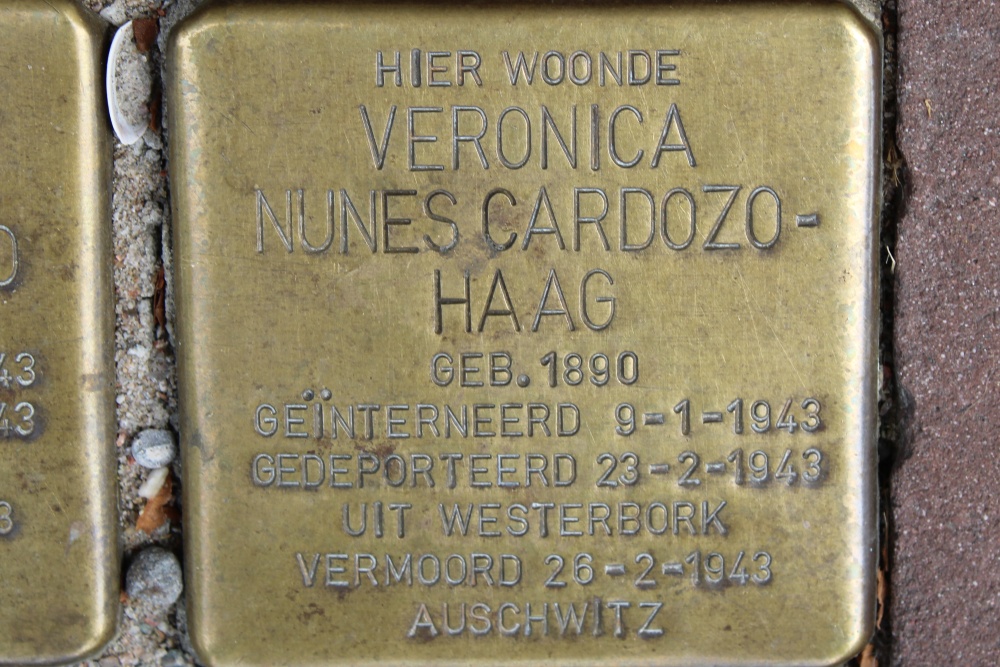 HIER WOONDE
VERONICA
NUNES CARDOZO-
HAAG
GEB. 1890
GEÏNTERNEERD 9-1-1943
GEDEPORTEERD 23-2-1943
UIT WESTERBORK
VERMOORD 26-2-1943
AUSCHWITZ